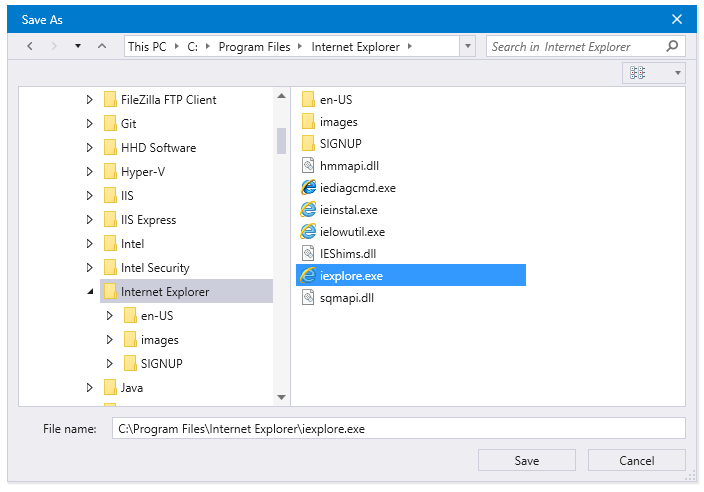 Save As
This PC C: Program Files Internet Explorer Search in Internet Explorer
FileZilla FTP Client
Git
HHD Software
Hyper-V
IIS
IIS Express
Intel
Intel Security
Internet Explorer
en-US
images
SIGNUP
Java
en-US
images
SIGNUP
hmmapi.dll
iediagcmd.exe
ieinstal.exe
ielowutil.exe
IEShims.dll
iexplore.exe
sqmapi.dll
File name: C:\Program Files\Internet Explorer\iexplore.exe
Save Cancel